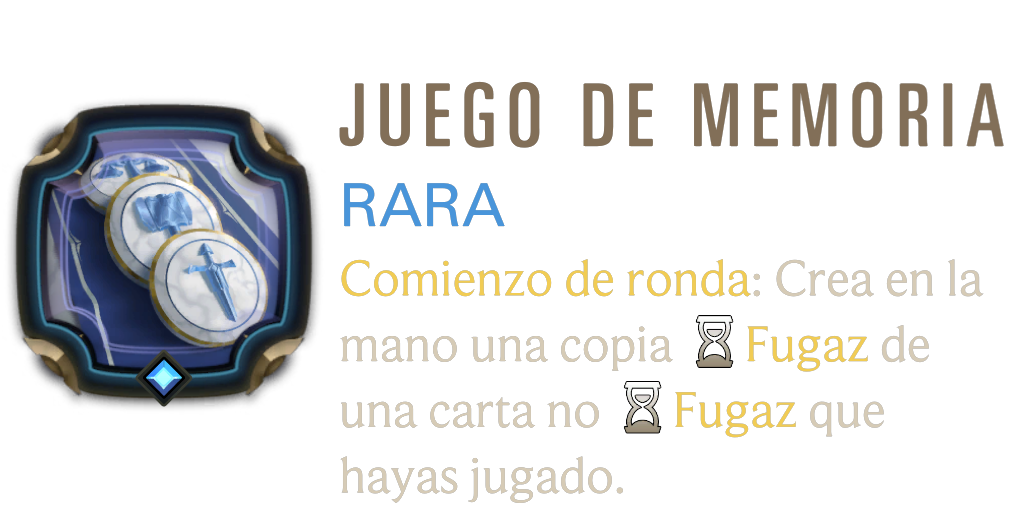 JUEGO DE MEMORIA
RARA
Comienzo de ronda: Crea en la
mano una copia Fugaz de
una carta no Fugaz que
hayas jugado.